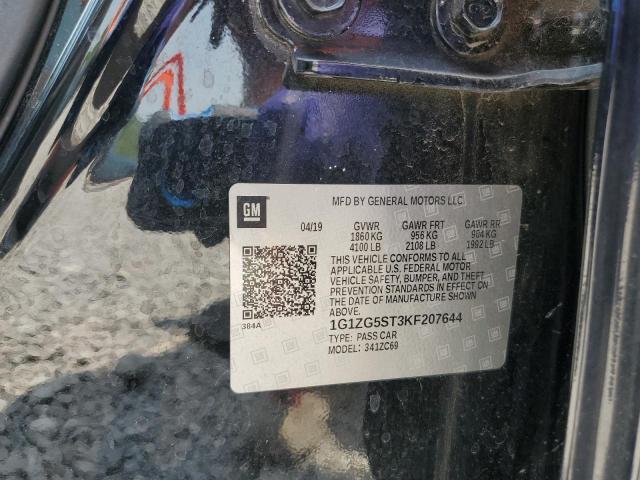 GM
MFD BY GENERAL MOTORS LLC
04/19 GVWR GAWR FRT GAWR RR
1860 KG 956 KG 904 KG
4100 LB 2108 LB 1992 LB
THIS VEHICLE CONFORMS TO ALL
APPLICABLE U.S. FEDERAL MOTOR
VEHICLE SAFETY, BUMPER, AND THEFT
PREVENTION STANDARDS IN EFFECT
ON THE DATE OF MANUFACTURE SHOWN
ABOVE.
384A
1G1ZG5ST3KF207644
TYPE: PASS CAR
MODEL: 341ZC69